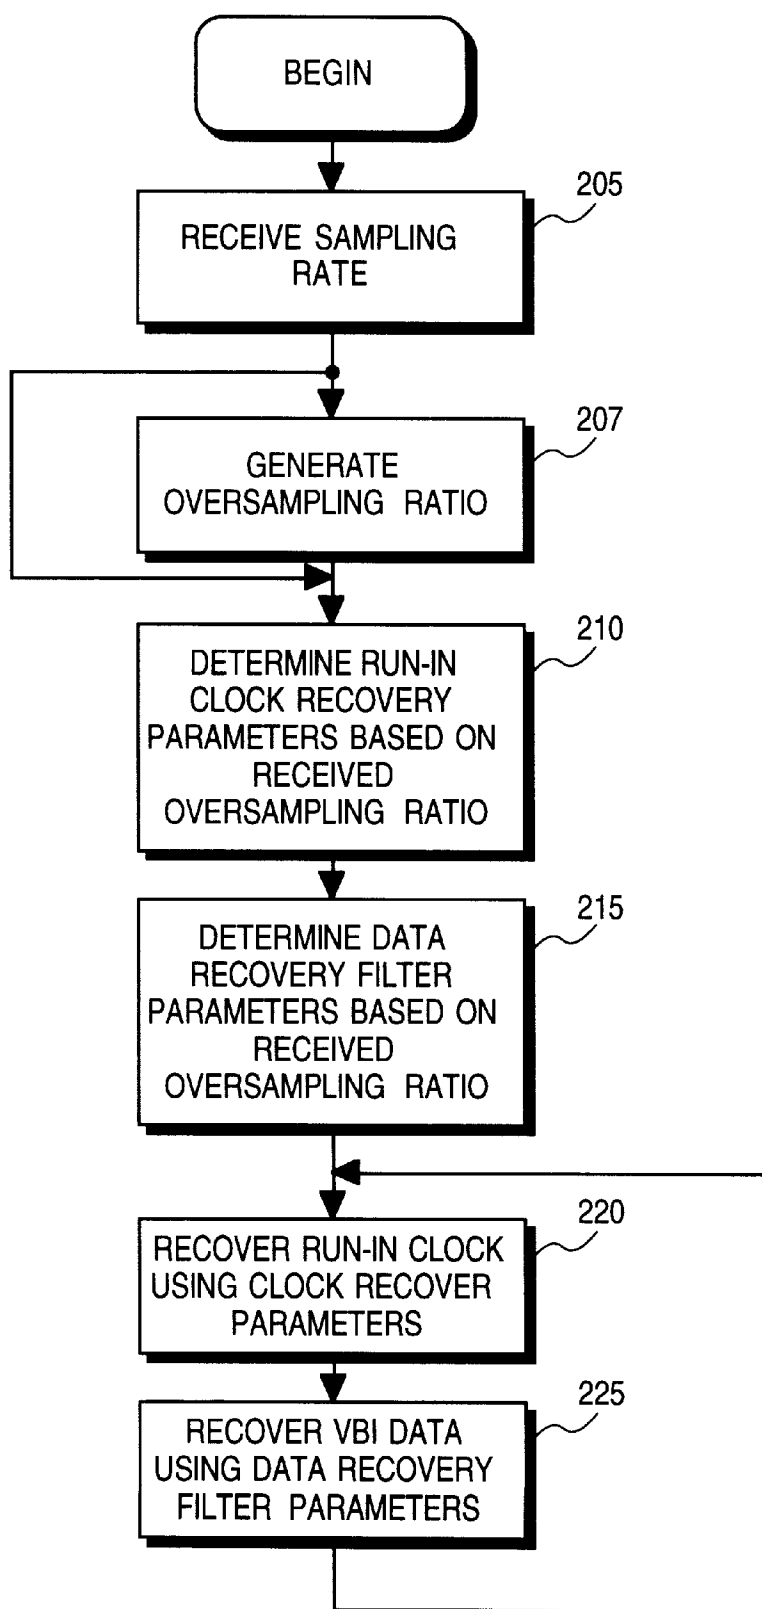 BEGIN
205
RECEIVE SAMPLING
RATE
207
GENERATE
OVERSAMPLING RATIO
210
DETERMINE RUN-IN
CLOCK RECOVERY
PARAMETERS BASED ON
RECEIVED
OVERSAMPLING RATIO
215
DETERMINE DATA
RECOVERY FILTER
PARAMETERS BASED ON
RECEIVED
OVERSAMPLING RATIO
220
RECOVER RUN-IN CLOCK
USING CLOCK RECOVER
PARAMETERS
225
RECOVER VBI DATA
USING DATA RECOVERY
FILTER PARAMETERS